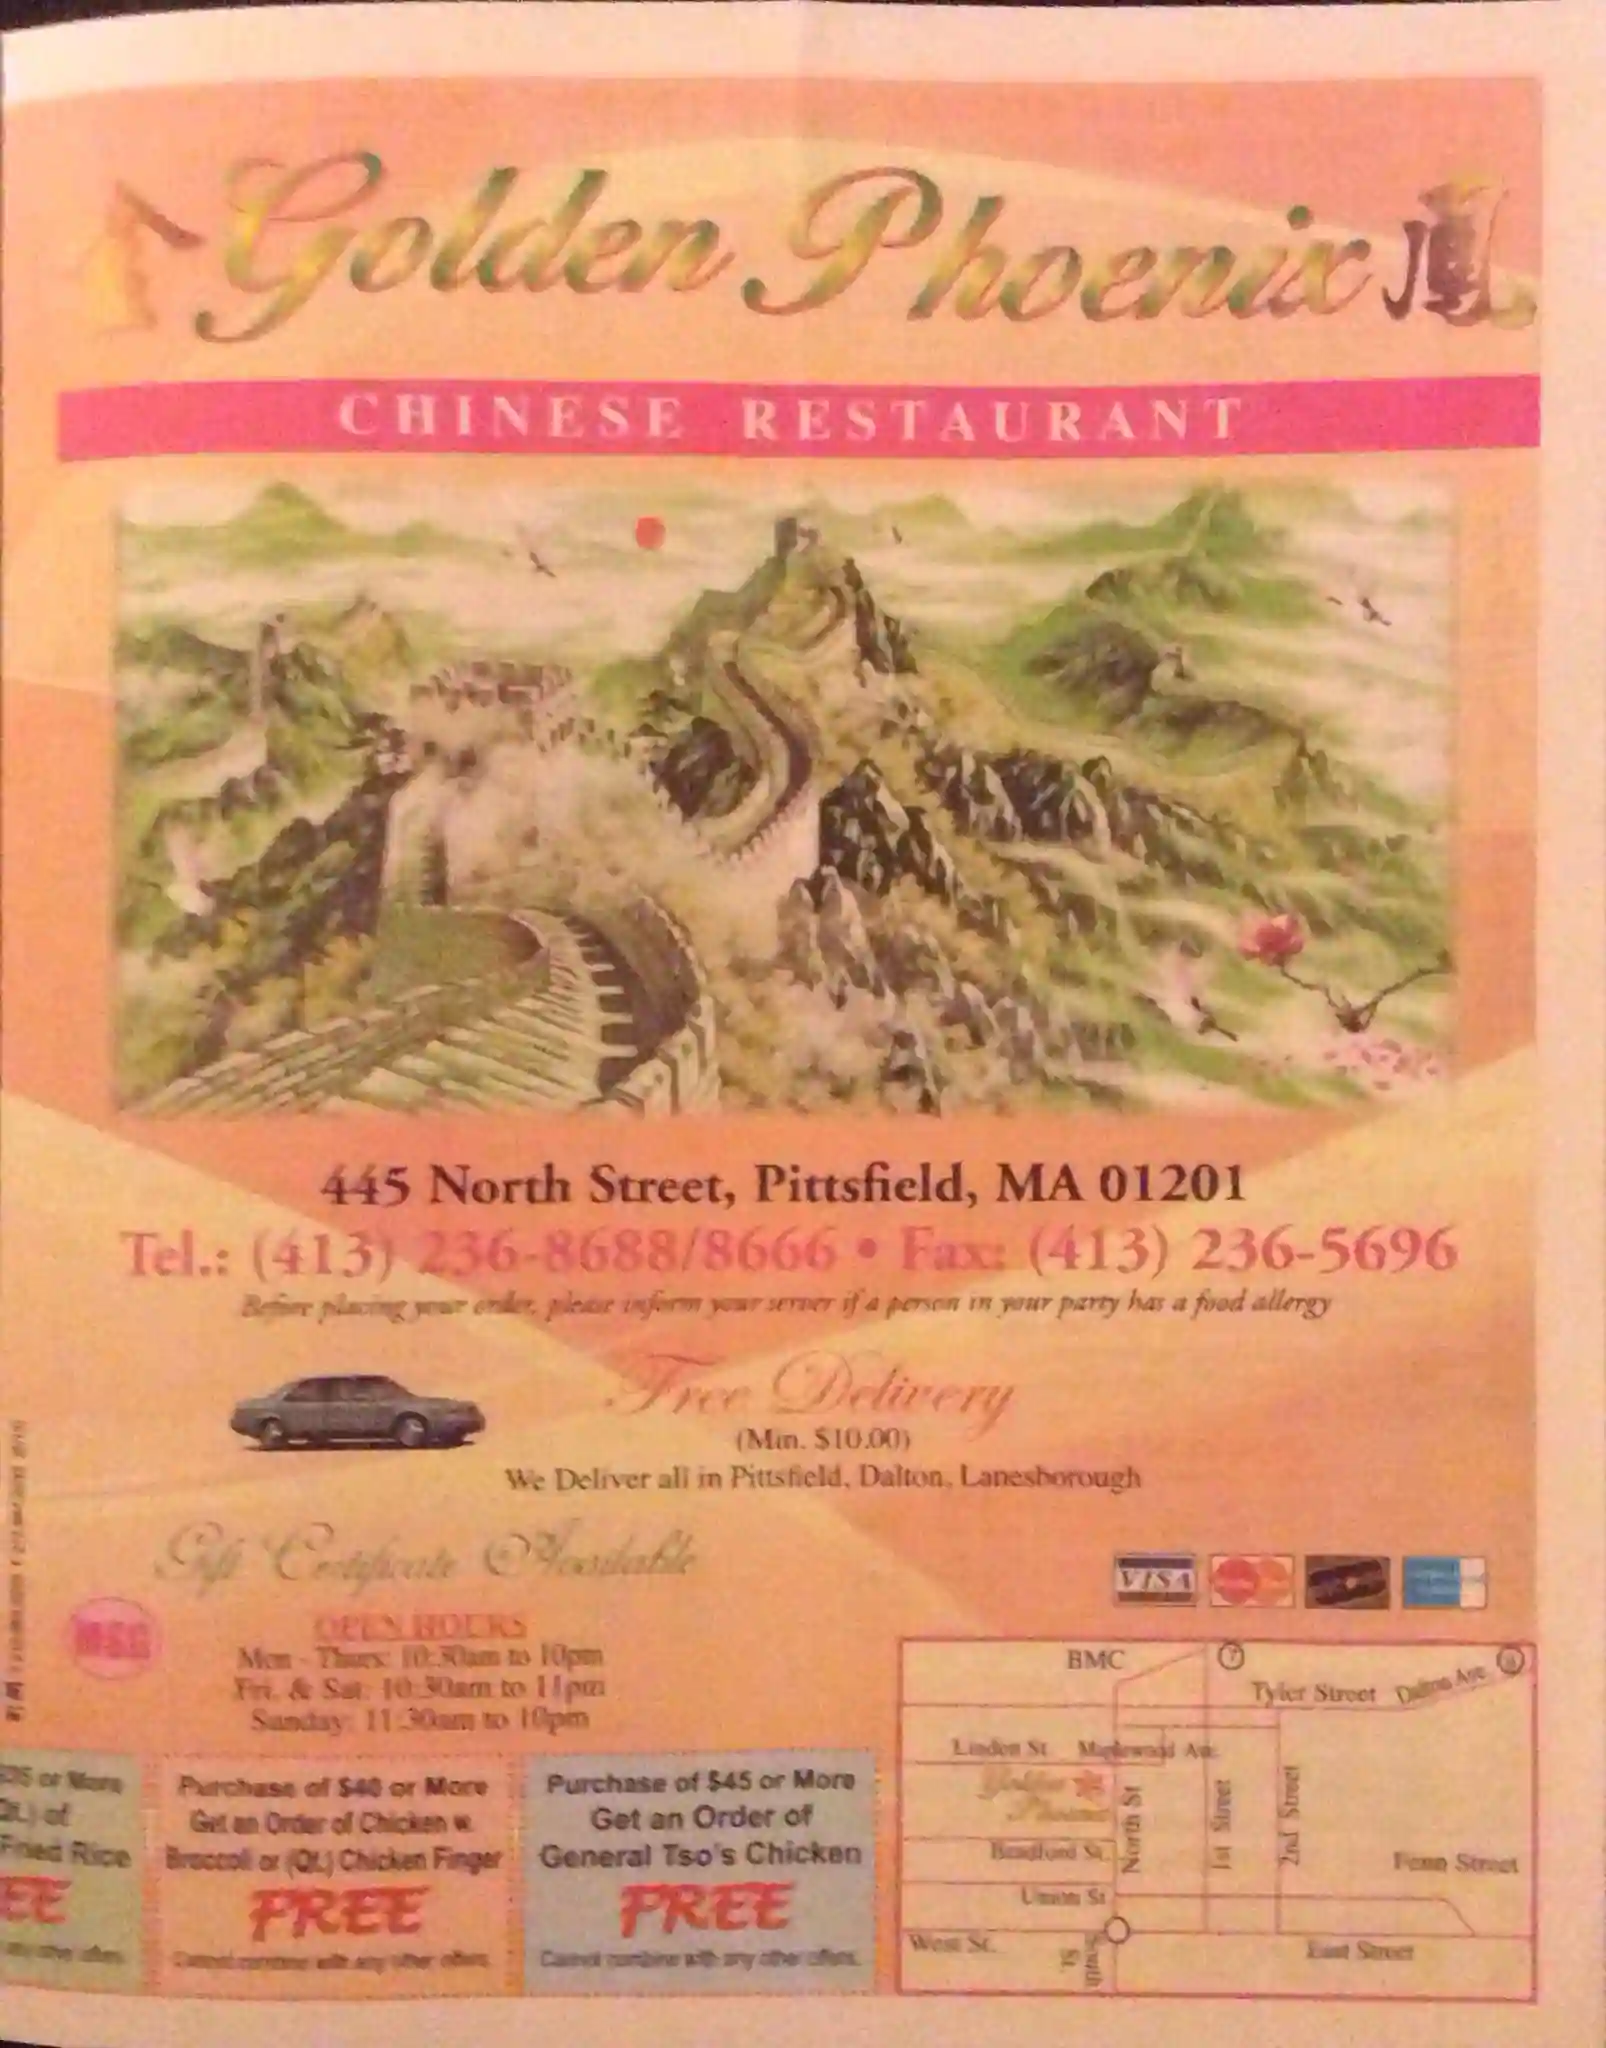 Golden Phoenix 鳳
CHINESE RESTAURANT
445 North Street, Pittsfield, MA 01201
Tel.: (413) 236-8688/8666 • Fax: (413) 236-5696
Before placing your order, please inform your server if a person in your party has a food allergy
Free Delivery
(Min. $10.00)
We Deliver all in Pittsfield, Dalton, Lanesborough
Gift Certificate Available
VISA
OPEN HOURS
Mon - Thurs: 10:30am to 10pm
Fri. & Sat: 10:30am to 11pm
Sunday: 11:30am to 10pm
or More
of
Fried Rice
EE
any other offers.
Purchase of $40 or More
Get an Order of Chicken w.
Broccoli or (Qt.) Chicken Finger
FREE
Cannot combine with any other offers.
Purchase of $45 or More
Get an Order of
General Tso's Chicken
FREE
Cannot combine with any other offers.
BMC
7
Tyler Street
Dalton Ave.
Linden St.
Maplewood Ave.
Golden
Phoenix
North St
1st Street
2nd Street
Bradford St.
Fenn Street
Union St
West St.
South
St.
East Street